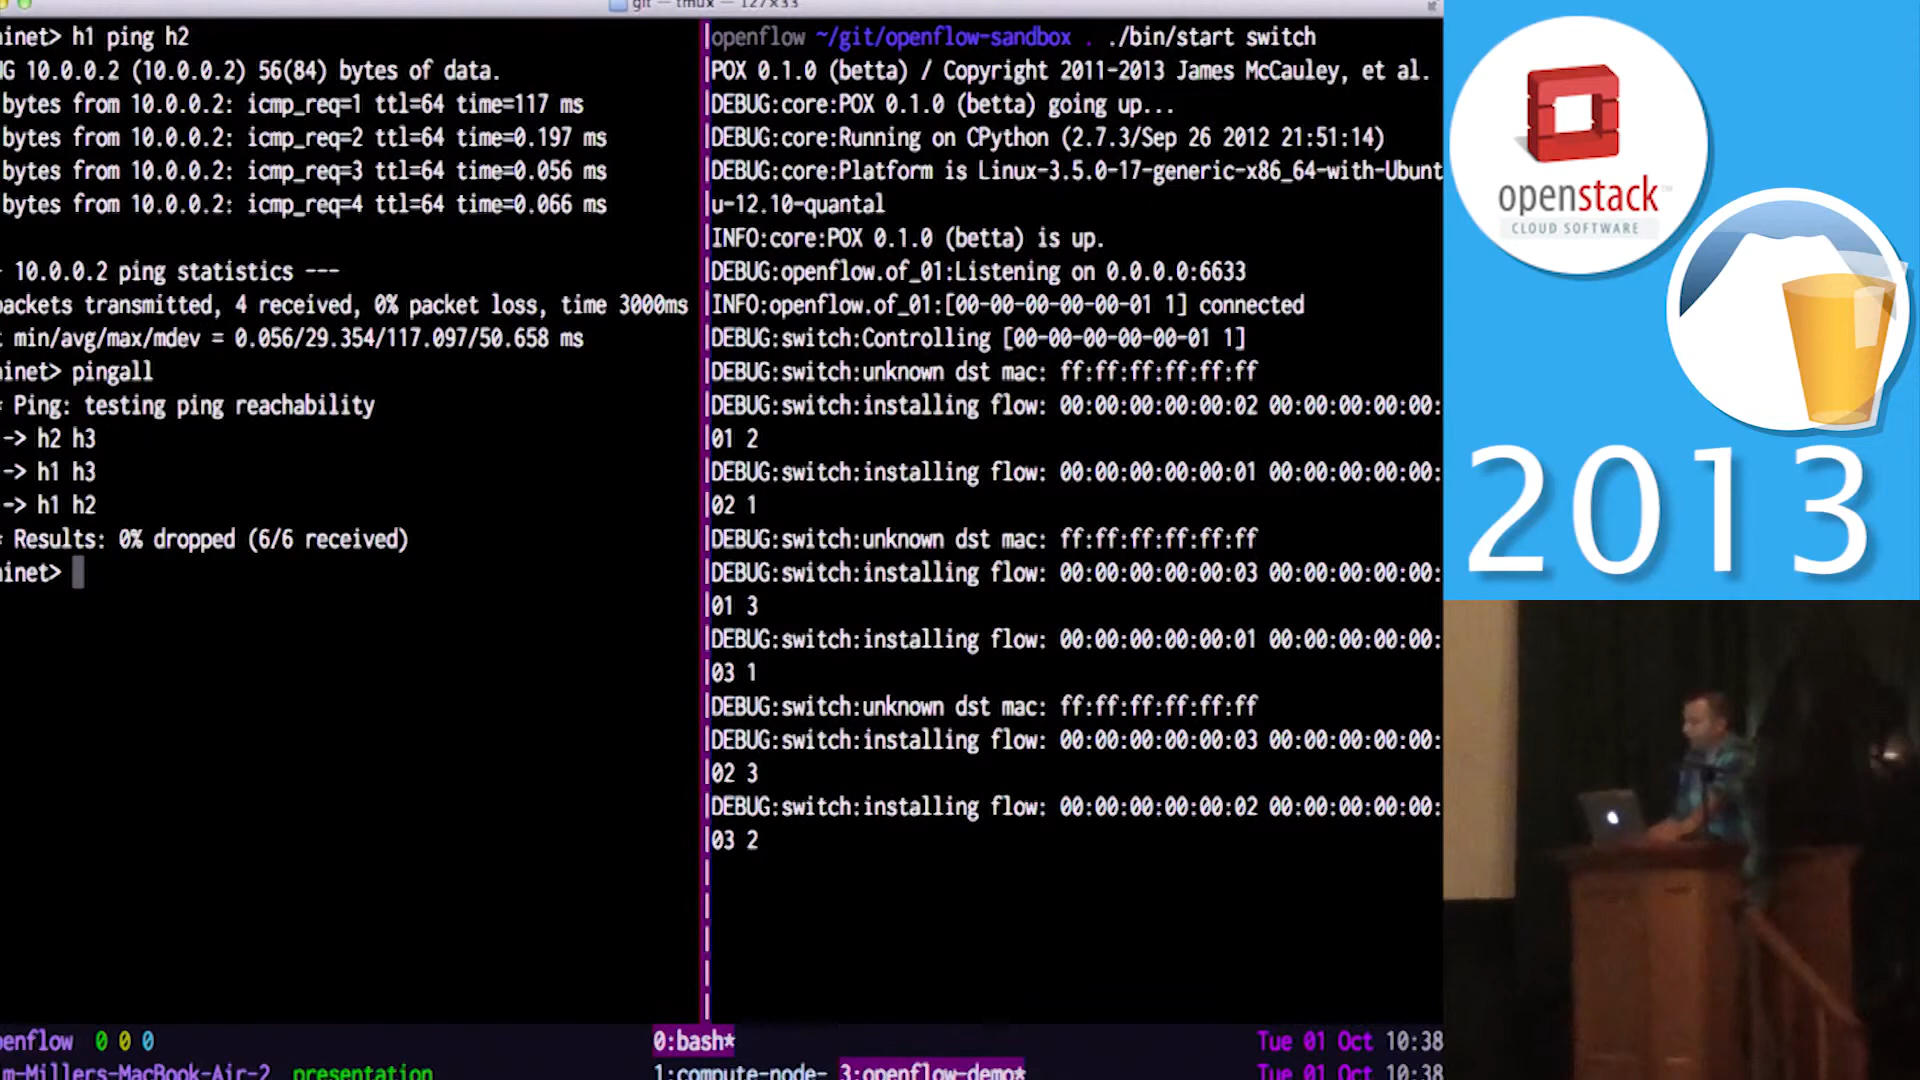 git — tmux — 127×33
inet> h1 ping h2
G 10.0.0.2 (10.0.0.2) 56(84) bytes of data.
bytes from 10.0.0.2: icmp_req=1 ttl=64 time=117 ms
bytes from 10.0.0.2: icmp_req=2 ttl=64 time=0.197 ms
bytes from 10.0.0.2: icmp_req=3 ttl=64 time=0.056 ms
bytes from 10.0.0.2: icmp_req=4 ttl=64 time=0.066 ms
- 10.0.0.2 ping statistics ---
packets transmitted, 4 received, 0% packet loss, time 3000ms
t min/avg/max/mdev = 0.056/29.354/117.097/50.658 ms
inet> pingall
* Ping: testing ping reachability
-> h2 h3
-> h1 h3
-> h1 h2
* Results: 0% dropped (6/6 received)
inet>
openflow ~/git/openflow-sandbox . ./bin/start switch
POX 0.1.0 (betta) / Copyright 2011-2013 James McCauley, et al.
DEBUG:core:POX 0.1.0 (betta) going up...
DEBUG:core:Running on CPython (2.7.3/Sep 26 2012 21:51:14)
DEBUG:core:Platform is Linux-3.5.0-17-generic-x86_64-with-Ubunt
u-12.10-quantal
INFO:core:POX 0.1.0 (betta) is up.
DEBUG:openflow.of_01:Listening on 0.0.0.0:6633
INFO:openflow.of_01:[00-00-00-00-00-01 1] connected
DEBUG:switch:Controlling [00-00-00-00-00-01 1]
DEBUG:switch:unknown dst mac: ff:ff:ff:ff:ff:ff
DEBUG:switch:installing flow: 00:00:00:00:00:02 00:00:00:00:00:
01 2
DEBUG:switch:installing flow: 00:00:00:00:00:01 00:00:00:00:00:
02 1
DEBUG:switch:unknown dst mac: ff:ff:ff:ff:ff:ff
DEBUG:switch:installing flow: 00:00:00:00:00:03 00:00:00:00:00:
01 3
DEBUG:switch:installing flow: 00:00:00:00:00:01 00:00:00:00:00:
03 1
DEBUG:switch:unknown dst mac: ff:ff:ff:ff:ff:ff
DEBUG:switch:installing flow: 00:00:00:00:00:03 00:00:00:00:00:
02 3
DEBUG:switch:installing flow: 00:00:00:00:00:02 00:00:00:00:00:
03 2
penflow 0 0 0 0:bash* Tue 01 Oct 10:38
m-Millers-MacBook-Air-2 presentation 1:compute-node- 3:openflow-demo* Tue 01 Oct 10:38
openstack™
CLOUD SOFTWARE
2013